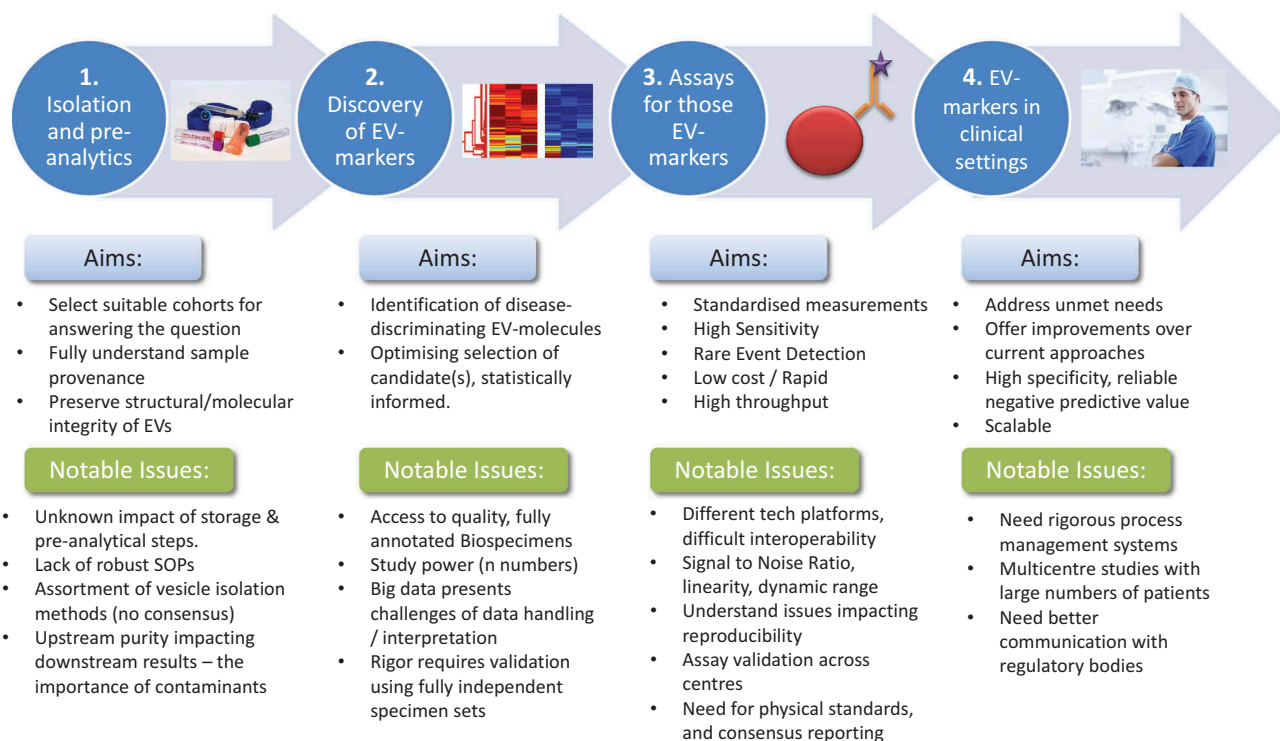 1.
Isolation
and pre-
analytics
2.
Discovery
of EV-
markers
3. Assays
for those
EV-
markers
4. EV-
markers in
clinical
settings
Aims:
• Select suitable cohorts for
answering the question
• Fully understand sample
provenance
• Preserve structural/molecular
integrity of EVs
Notable Issues:
• Unknown impact of storage &
pre-analytical steps.
• Lack of robust SOPs
• Assortment of vesicle isolation
methods (no consensus)
• Upstream purity impacting
downstream results – the
importance of contaminants
Aims:
• Identification of disease-
discriminating EV-molecules
• Optimising selection of
candidate(s), statistically
informed.
Notable Issues:
• Access to quality, fully
annotated Biospecimens
• Study power (n numbers)
• Big data presents
challenges of data handling
/ interpretation
• Rigor requires validation
using fully independent
specimen sets
Aims:
• Standardised measurements
• High Sensitivity
• Rare Event Detection
• Low cost / Rapid
• High throughput
Notable Issues:
• Different tech platforms,
difficult interoperability
• Signal to Noise Ratio,
linearity, dynamic range
• Understand issues impacting
reproducibility
• Assay validation across
centres
• Need for physical standards,
and consensus reporting
Aims:
• Address unmet needs
• Offer improvements over
current approaches
• High specificity, reliable
negative predictive value
• Scalable
Notable Issues:
• Need rigorous process
management systems
• Multicentre studies with
large numbers of patients
• Need better
communication with
regulatory bodies